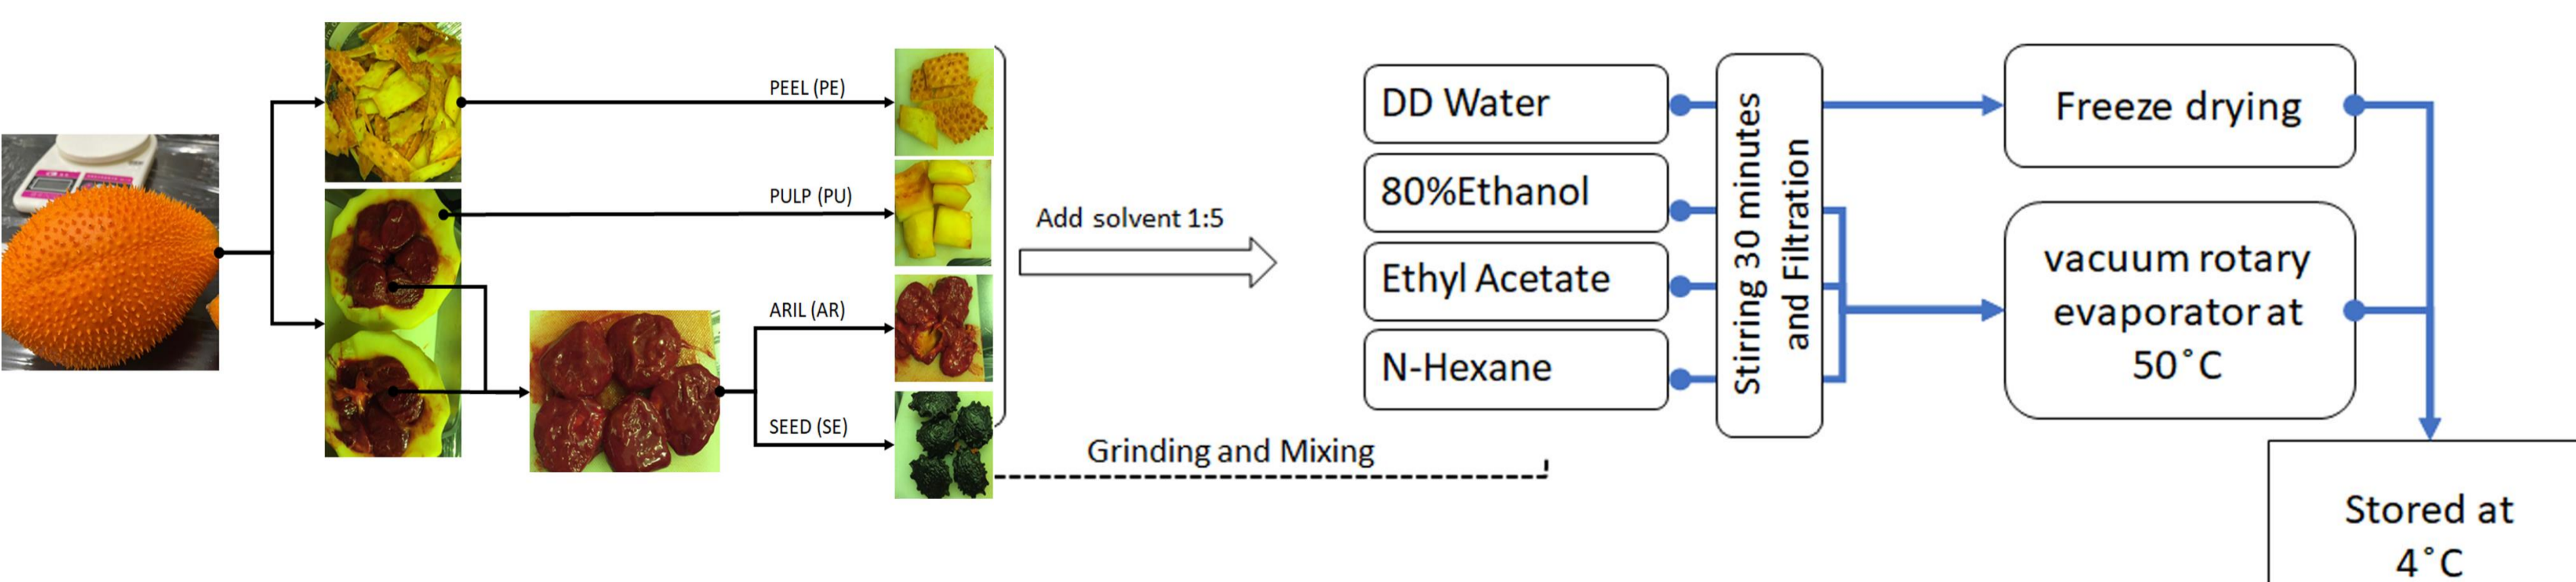 PEEL (PE)
PULP (PU)
ARIL (AR)
SEED (SE)
Add solvent 1:5
Grinding and Mixing
DD Water
80%Ethanol
Ethyl Acetate
N-Hexane
Stirring 30 minutes
and Filtration
Freeze drying
vacuum rotary
evaporator at
50˚C
Stored at
4˚C